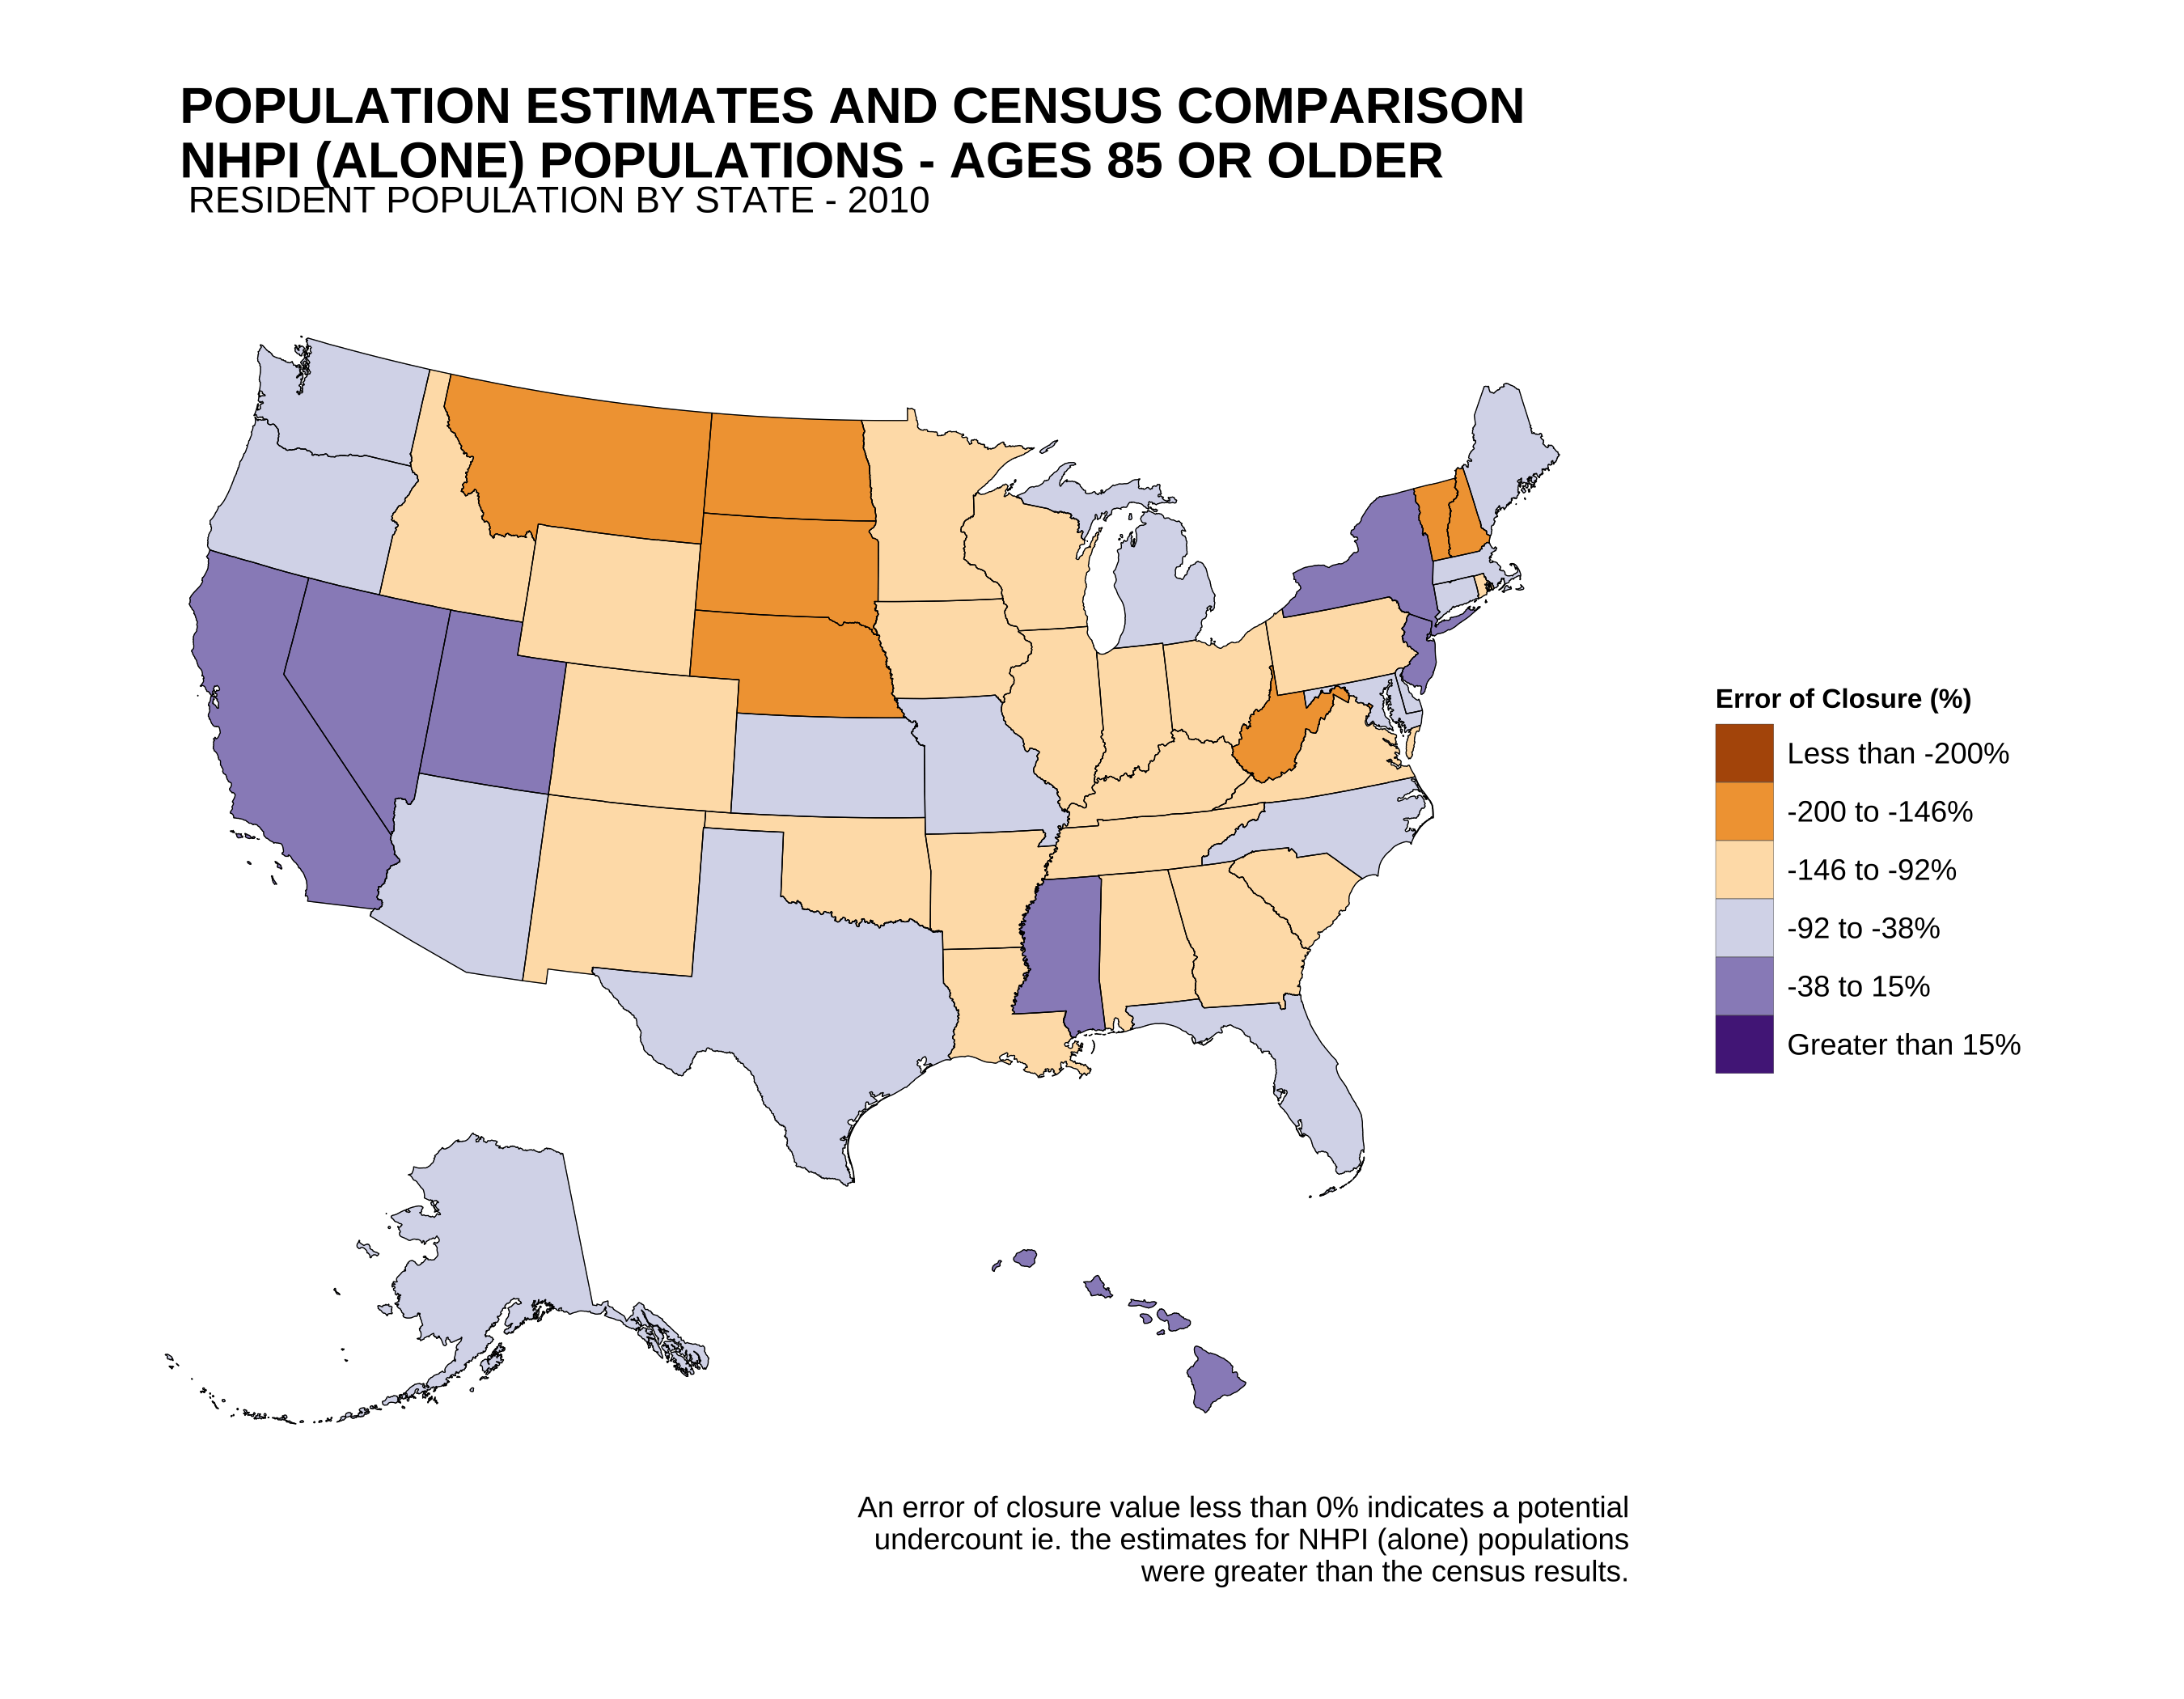 POPULATION ESTIMATES AND CENSUS COMPARISON
NHPI (ALONE) POPULATIONS - AGES 85 OR OLDER
RESIDENT POPULATION BY STATE - 2010
Error of Closure (%)
Less than -200%
-200 to -146%
-146 to -92%
-92 to -38%
-38 to 15%
Greater than 15%
An error of closure value less than 0% indicates a potential
undercount ie. the estimates for NHPI (alone) populations
were greater than the census results.